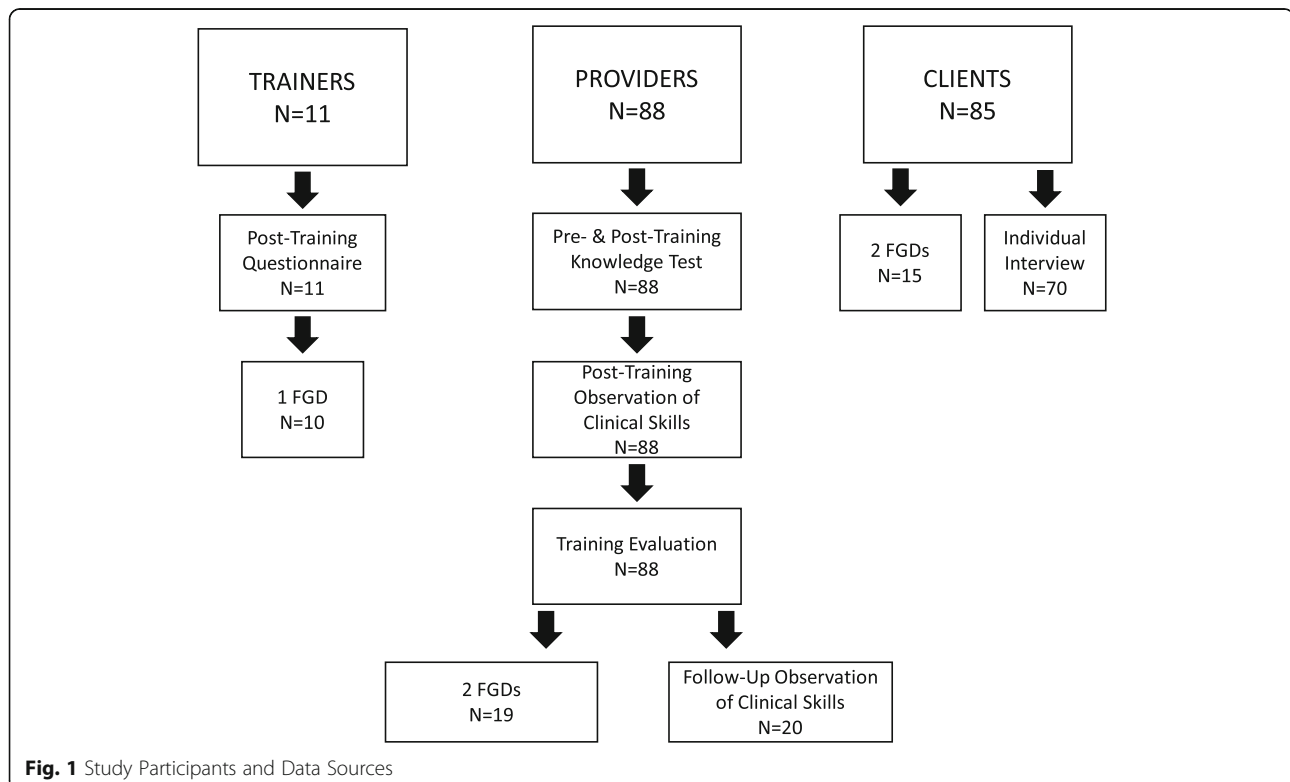 TRAINERS
N=11
PROVIDERS
N=88
CLIENTS
N=85
Post-Training
Questionnaire
N=11
Pre- & Post-Training
Knowledge Test
N=88
2 FGDs
N=15
Individual
Interview
N=70
1 FGD
N=10
Post-Training
Observation of
Clinical Skills
N=88
Training Evaluation
N=88
2 FGDs
N=19
Follow-Up Observation
of Clinical Skills
N=20
Fig. 1 Study Participants and Data Sources